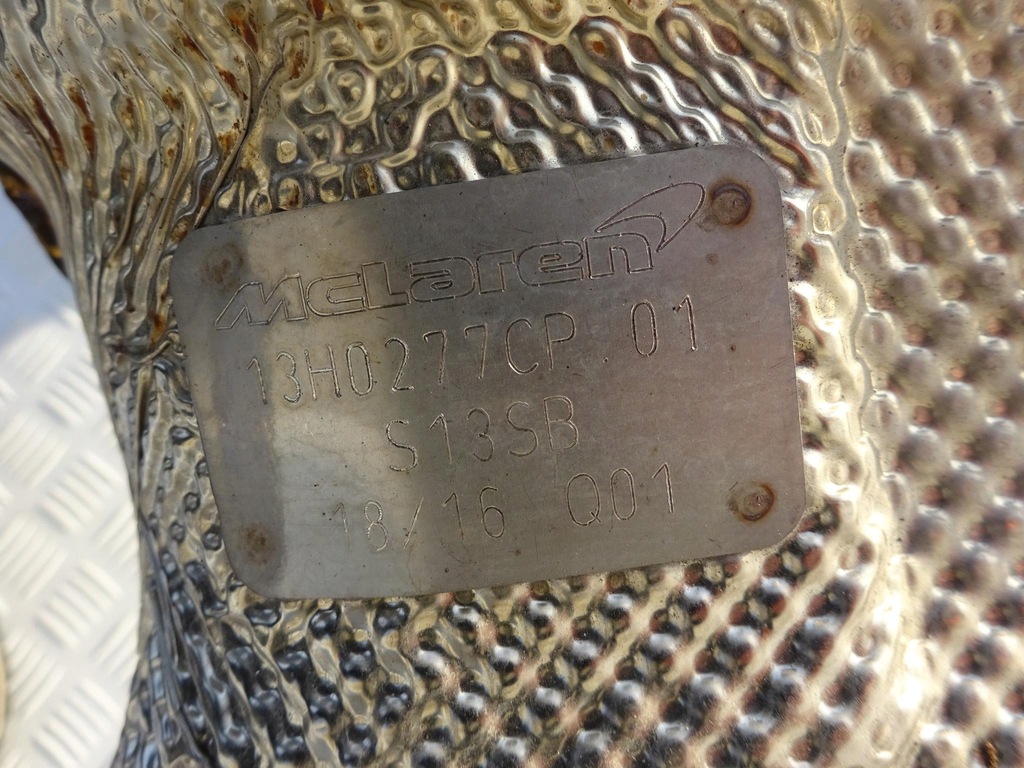 McLaren
13H0277CP.01
S13SB
18/16 Q01